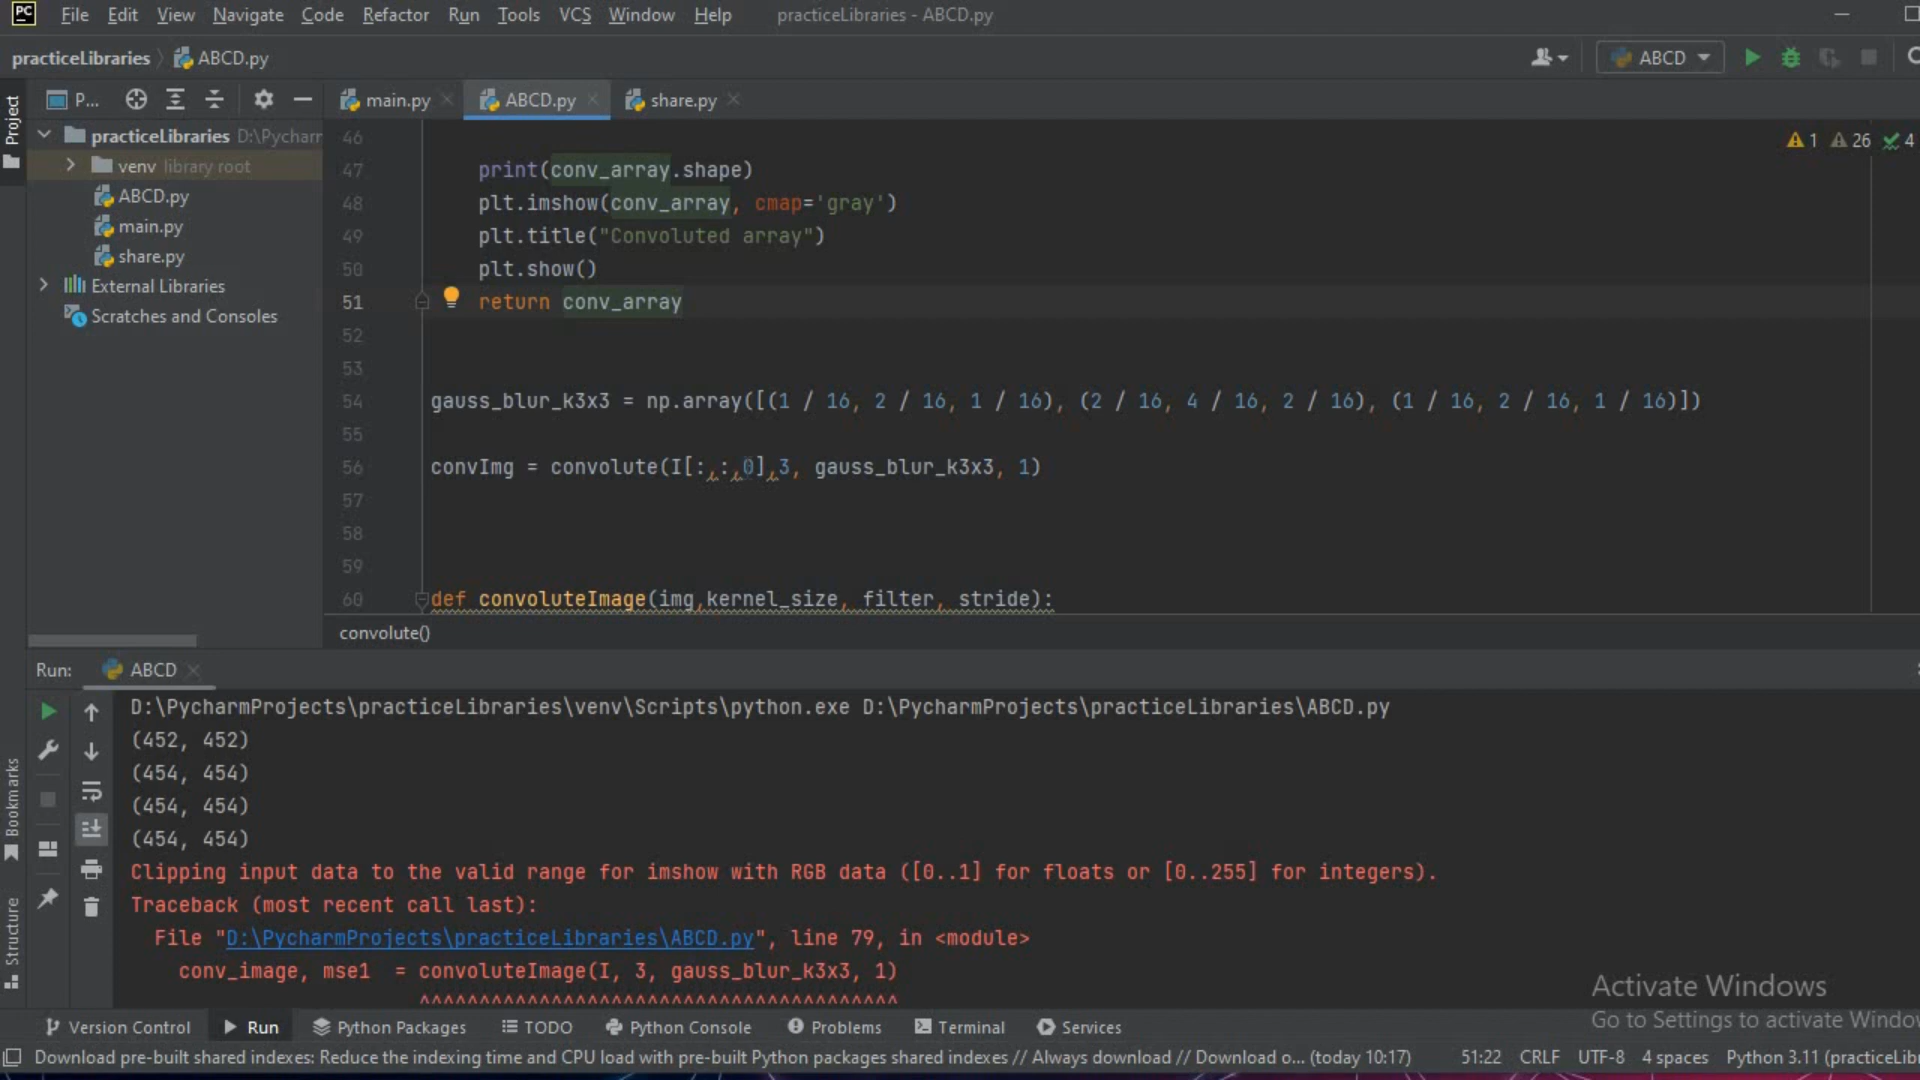 PC File Edit View Navigate Code Refactor Run Tools VCS Window Help practiceLibraries - ABCD.py
practiceLibraries ABCD.py ABCD
Project P... main.py ABCD.py share.py
practiceLibraries D:\Pychar
venv library root
ABCD.py
main.py
share.py
External Libraries
Scratches and Consoles
1 26 4
46
47 print(conv_array.shape)
48 plt.imshow(conv_array, cmap='gray')
49 plt.title("Convoluted array")
50 plt.show()
51 return conv_array
52
53
54 gauss_blur_k3x3 = np.array([(1 / 16, 2 / 16, 1 / 16), (2 / 16, 4 / 16, 2 / 16), (1 / 16, 2 / 16, 1 / 16)])
55
56 convImg = convolute(I[:,:,0],3, gauss_blur_k3x3, 1)
57
58
59
60 def convoluteImage(img,kernel_size, filter, stride):
convolute()
Run: ABCD
D:\PycharmProjects\practiceLibraries\venv\Scripts\python.exe D:\PycharmProjects\practiceLibraries\ABCD.py
(452, 452)
(454, 454)
(454, 454)
(454, 454)
Clipping input data to the valid range for imshow with RGB data ([0..1] for floats or [0..255] for integers).
Traceback (most recent call last):
File "D:\PycharmProjects\practiceLibraries\ABCD.py", line 79, in <module>
conv_image, mse1 = convoluteImage(I, 3, gauss_blur_k3x3, 1)
^^^^^^^^^^^^^^^^^^^^^^^^^^^^^^^^^^^^^^^^
Bookmarks
Structure
Activate Windows
Go to Settings to activate Windo
Version Control Run Python Packages TODO Python Console Problems Terminal Services
Download pre-built shared indexes: Reduce the indexing time and CPU load with pre-built Python packages shared indexes // Always download // Download o... (today 10:17) 51:22 CRLF UTF-8 4 spaces Python 3.11 (practiceLib